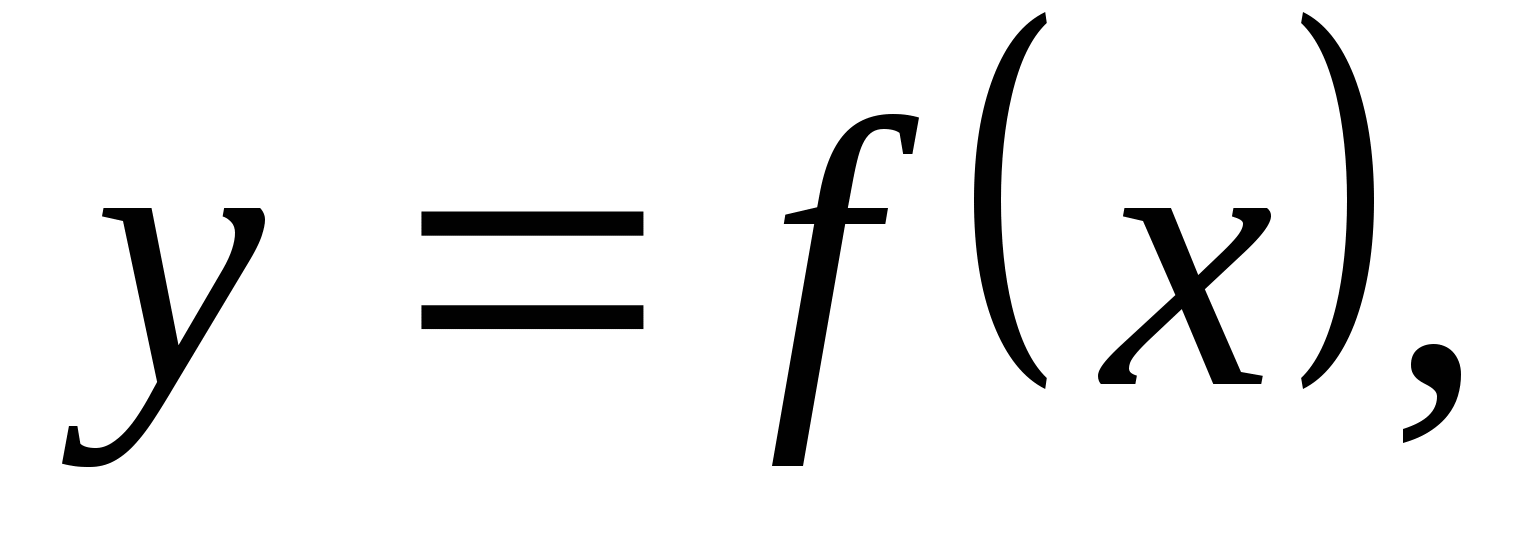 y = f(x),